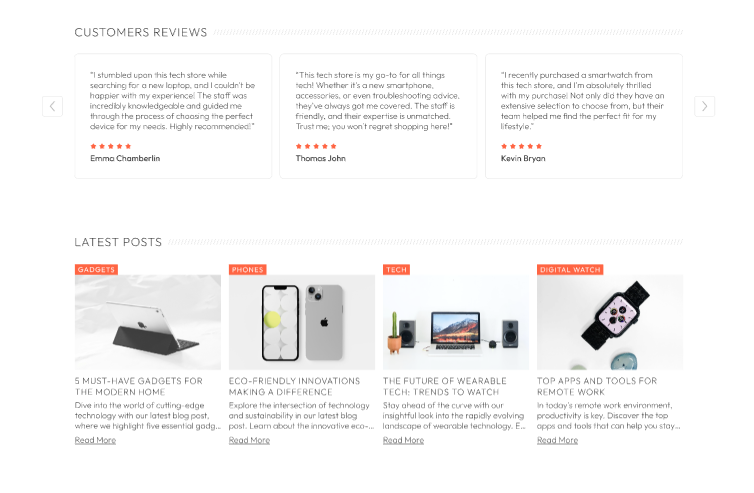 CUSTOMERS REVIEWS
"I stumbled upon this tech store while
searching for a new laptop, and I couldn't be
happier with my experience! The staff was
incredibly knowledgeable and guided me
through the process of choosing the perfect
device for my needs. Highly recommended!"
Emma Chamberlin
"This tech store is my go-to for all things
tech! Whether it's a new smartphone,
accessories, or even troubleshooting advice,
they've always got me covered. The staff is
friendly, and their expertise is unmatched.
Trust me; you won't regret shopping here!"
Thomas John
"I recently purchased a smartwatch from
this tech store, and I'm absolutely thrilled
with my purchase! Not only did they have an
extensive selection to choose from, but their
team helped me find the perfect fit for my
lifestyle."
Kevin Bryan
LATEST POSTS
GADGETS
5 MUST-HAVE GADGETS FOR
THE MODERN HOME
Dive into the world of cutting-edge
technology with our latest blog post,
where we highlight five essential gadg...
Read More
PHONES
ECO-FRIENDLY INNOVATIONS
MAKING A DIFFERENCE
Explore the intersection of technology
and sustainability in our latest blog
post. Learn about the innovative eco-...
Read More
TECH
THE FUTURE OF WEARABLE
TECH: TRENDS TO WATCH
Stay ahead of the curve with our
insightful look into the rapidly evolving
landscape of wearable technology. E...
Read More
DIGITAL WATCH
TOP APPS AND TOOLS FOR
REMOTE WORK
In today's remote work environment,
productivity is key. Discover the top
apps and tools that can help you stay...
Read More